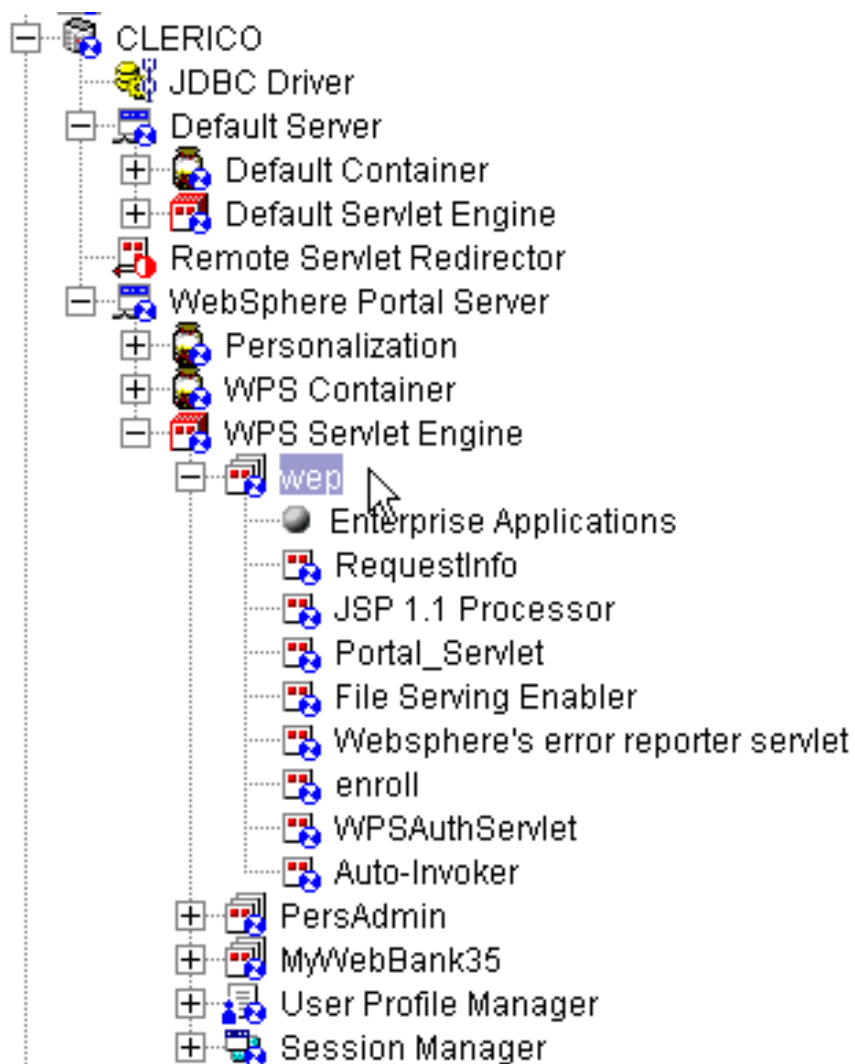 CLERICO
JDBC Driver
Default Server
Default Container
Default Servlet Engine
Remote Servlet Redirector
WebSphere Portal Server
Personalization
WPS Container
WPS Servlet Engine
wep
Enterprise Applications
RequestInfo
JSP 1.1 Processor
Portal_Servlet
File Serving Enabler
Websphere's error reporter servlet
enroll
WPSAuthServlet
Auto-Invoker
PersAdmin
MyWebBank35
User Profile Manager
Session Manager